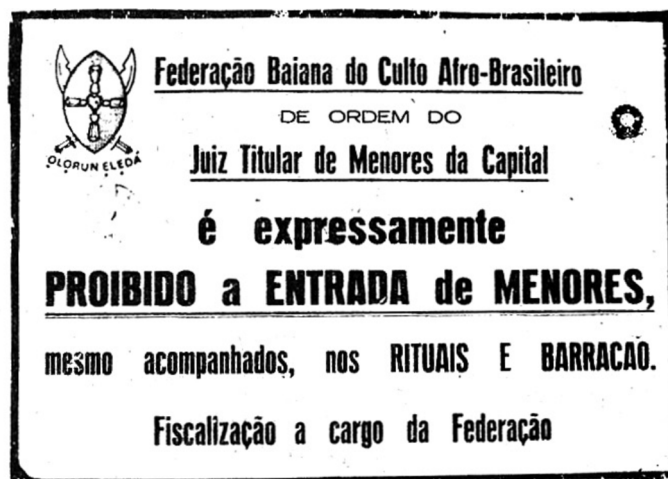 Federação Baiana do Culto Afro-Brasileiro
DE ORDEM DO
OLORUN ELEDÁ
Juiz Titular de Menores da Capital
é expressamente
PROIBIDO a ENTRADA de MENORES,
mesmo acompanhados, nos RITUAIS E BARRACAO.
Fiscalização a cargo da Federação